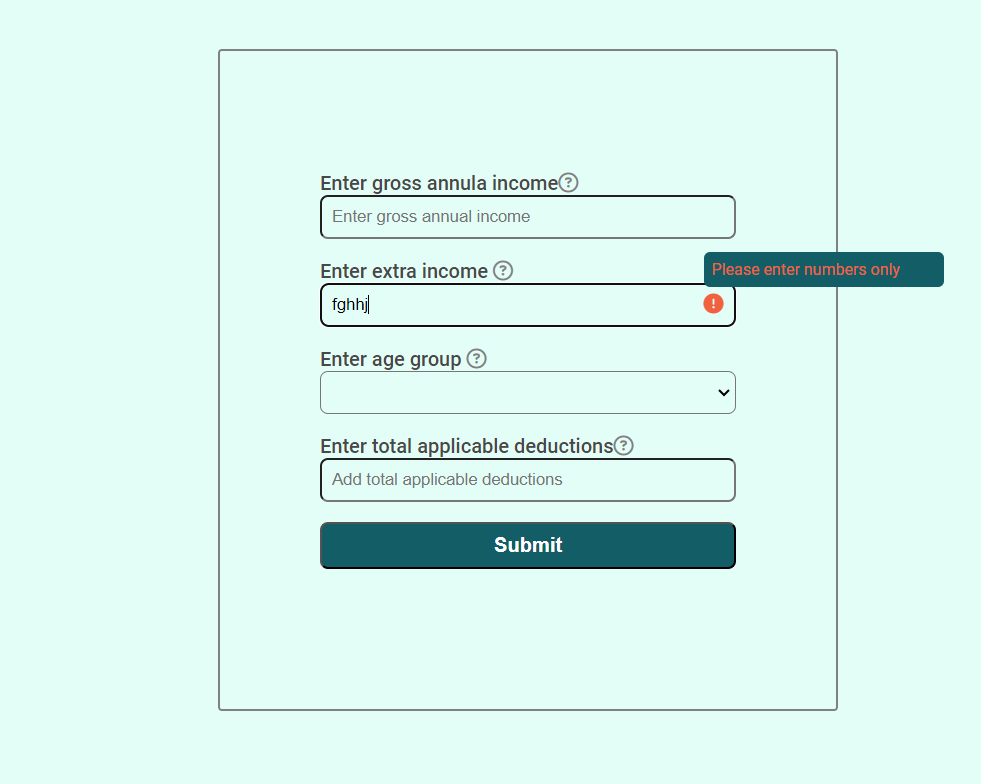 Enter gross annula income?
Enter gross annual income
Enter extra income ?
Please enter numbers only
fghhj
!
Enter age group ?
Enter total applicable deductions?
Add total applicable deductions
Submit